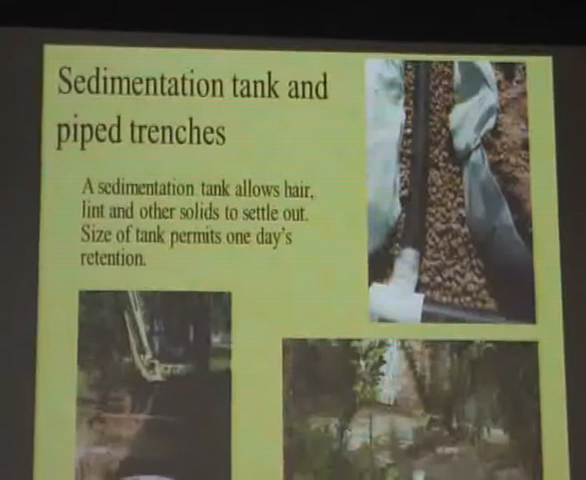 Sedimentation tank and
piped trenches
A sedimentation tank allows hair,
lint and other solids to settle out.
Size of tank permits one day's
retention.